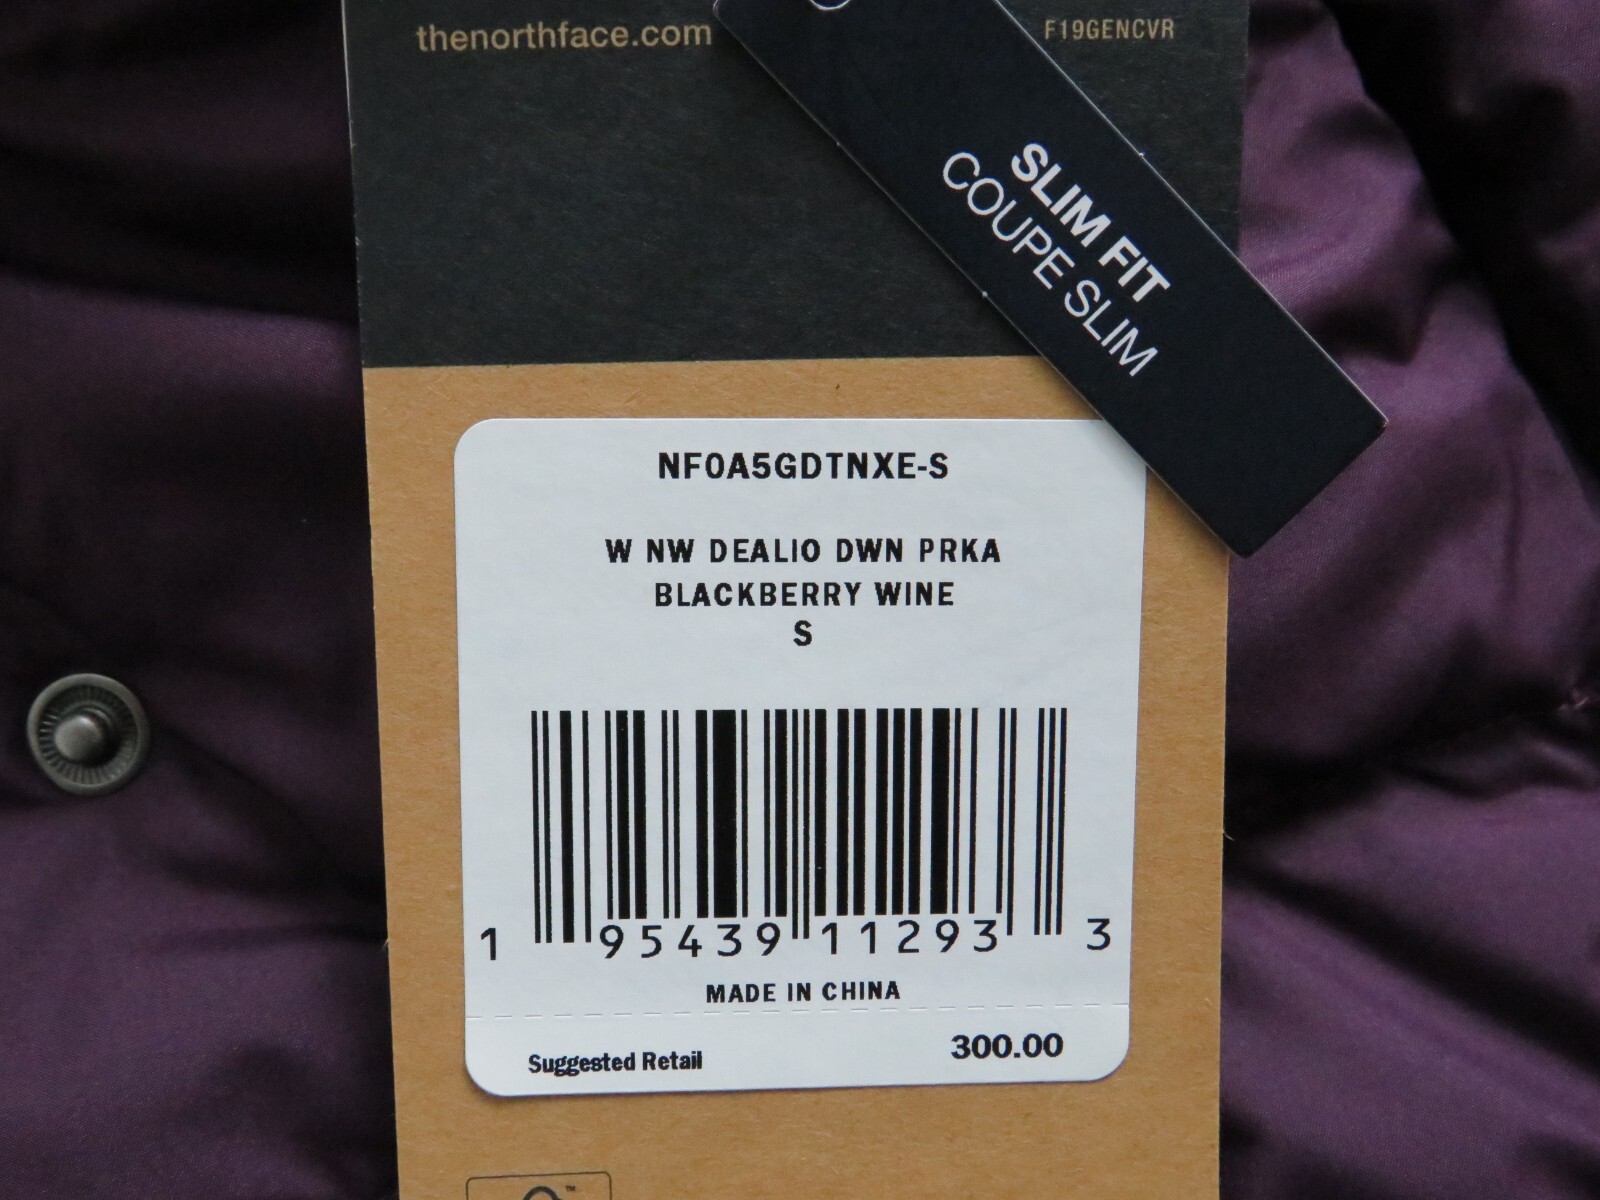 thenorthface.com
F19GENCVR
SLIM FIT
COUPE SLIM
NF0A5GDTNXE-S
W NW DEALIO DWN PRKA
BLACKBERRY WINE
S
1 95439 11293 3
MADE IN CHINA
Suggested Retail 300.00
™